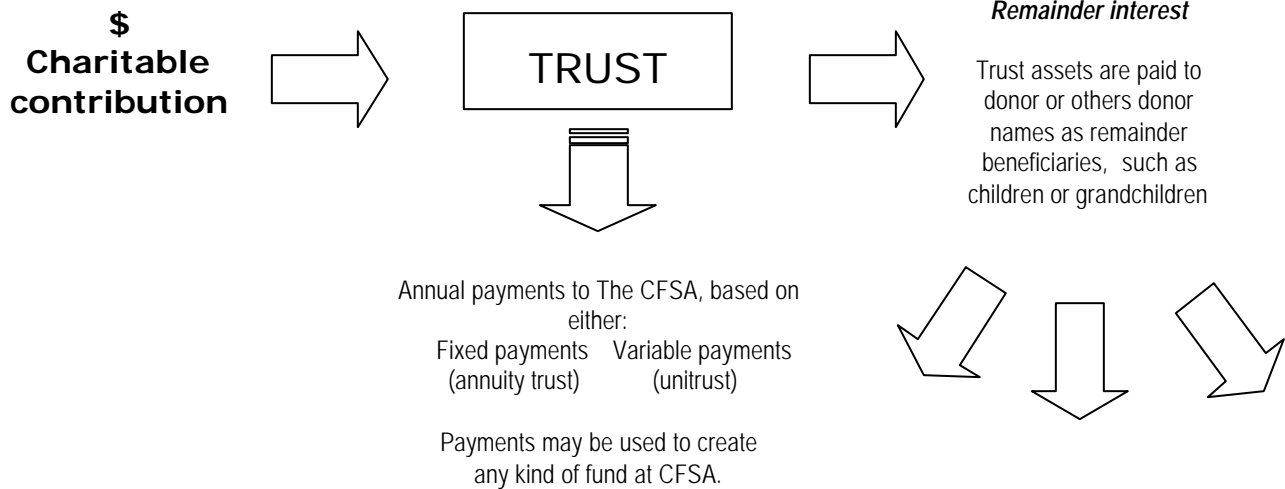 $
Charitable
contribution
TRUST
Remainder interest
Trust assets are paid to
donor or others donor
names as remainder
beneficiaries, such as
children or grandchildren
Annual payments to The CFSA, based on
either:
Fixed payments Variable payments
(annuity trust) (unitrust)
Payments may be used to create
any kind of fund at CFSA.